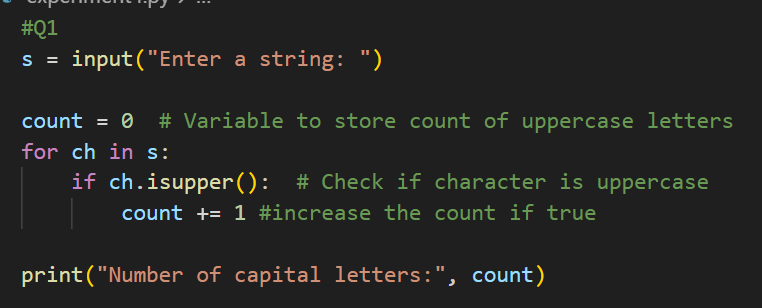 #Q1
s = input("Enter a string: ")
count = 0  # Variable to store count of uppercase letters
for ch in s:
    if ch.isupper():  # Check if character is uppercase
        count += 1 #increase the count if true
print("Number of capital letters:", count)